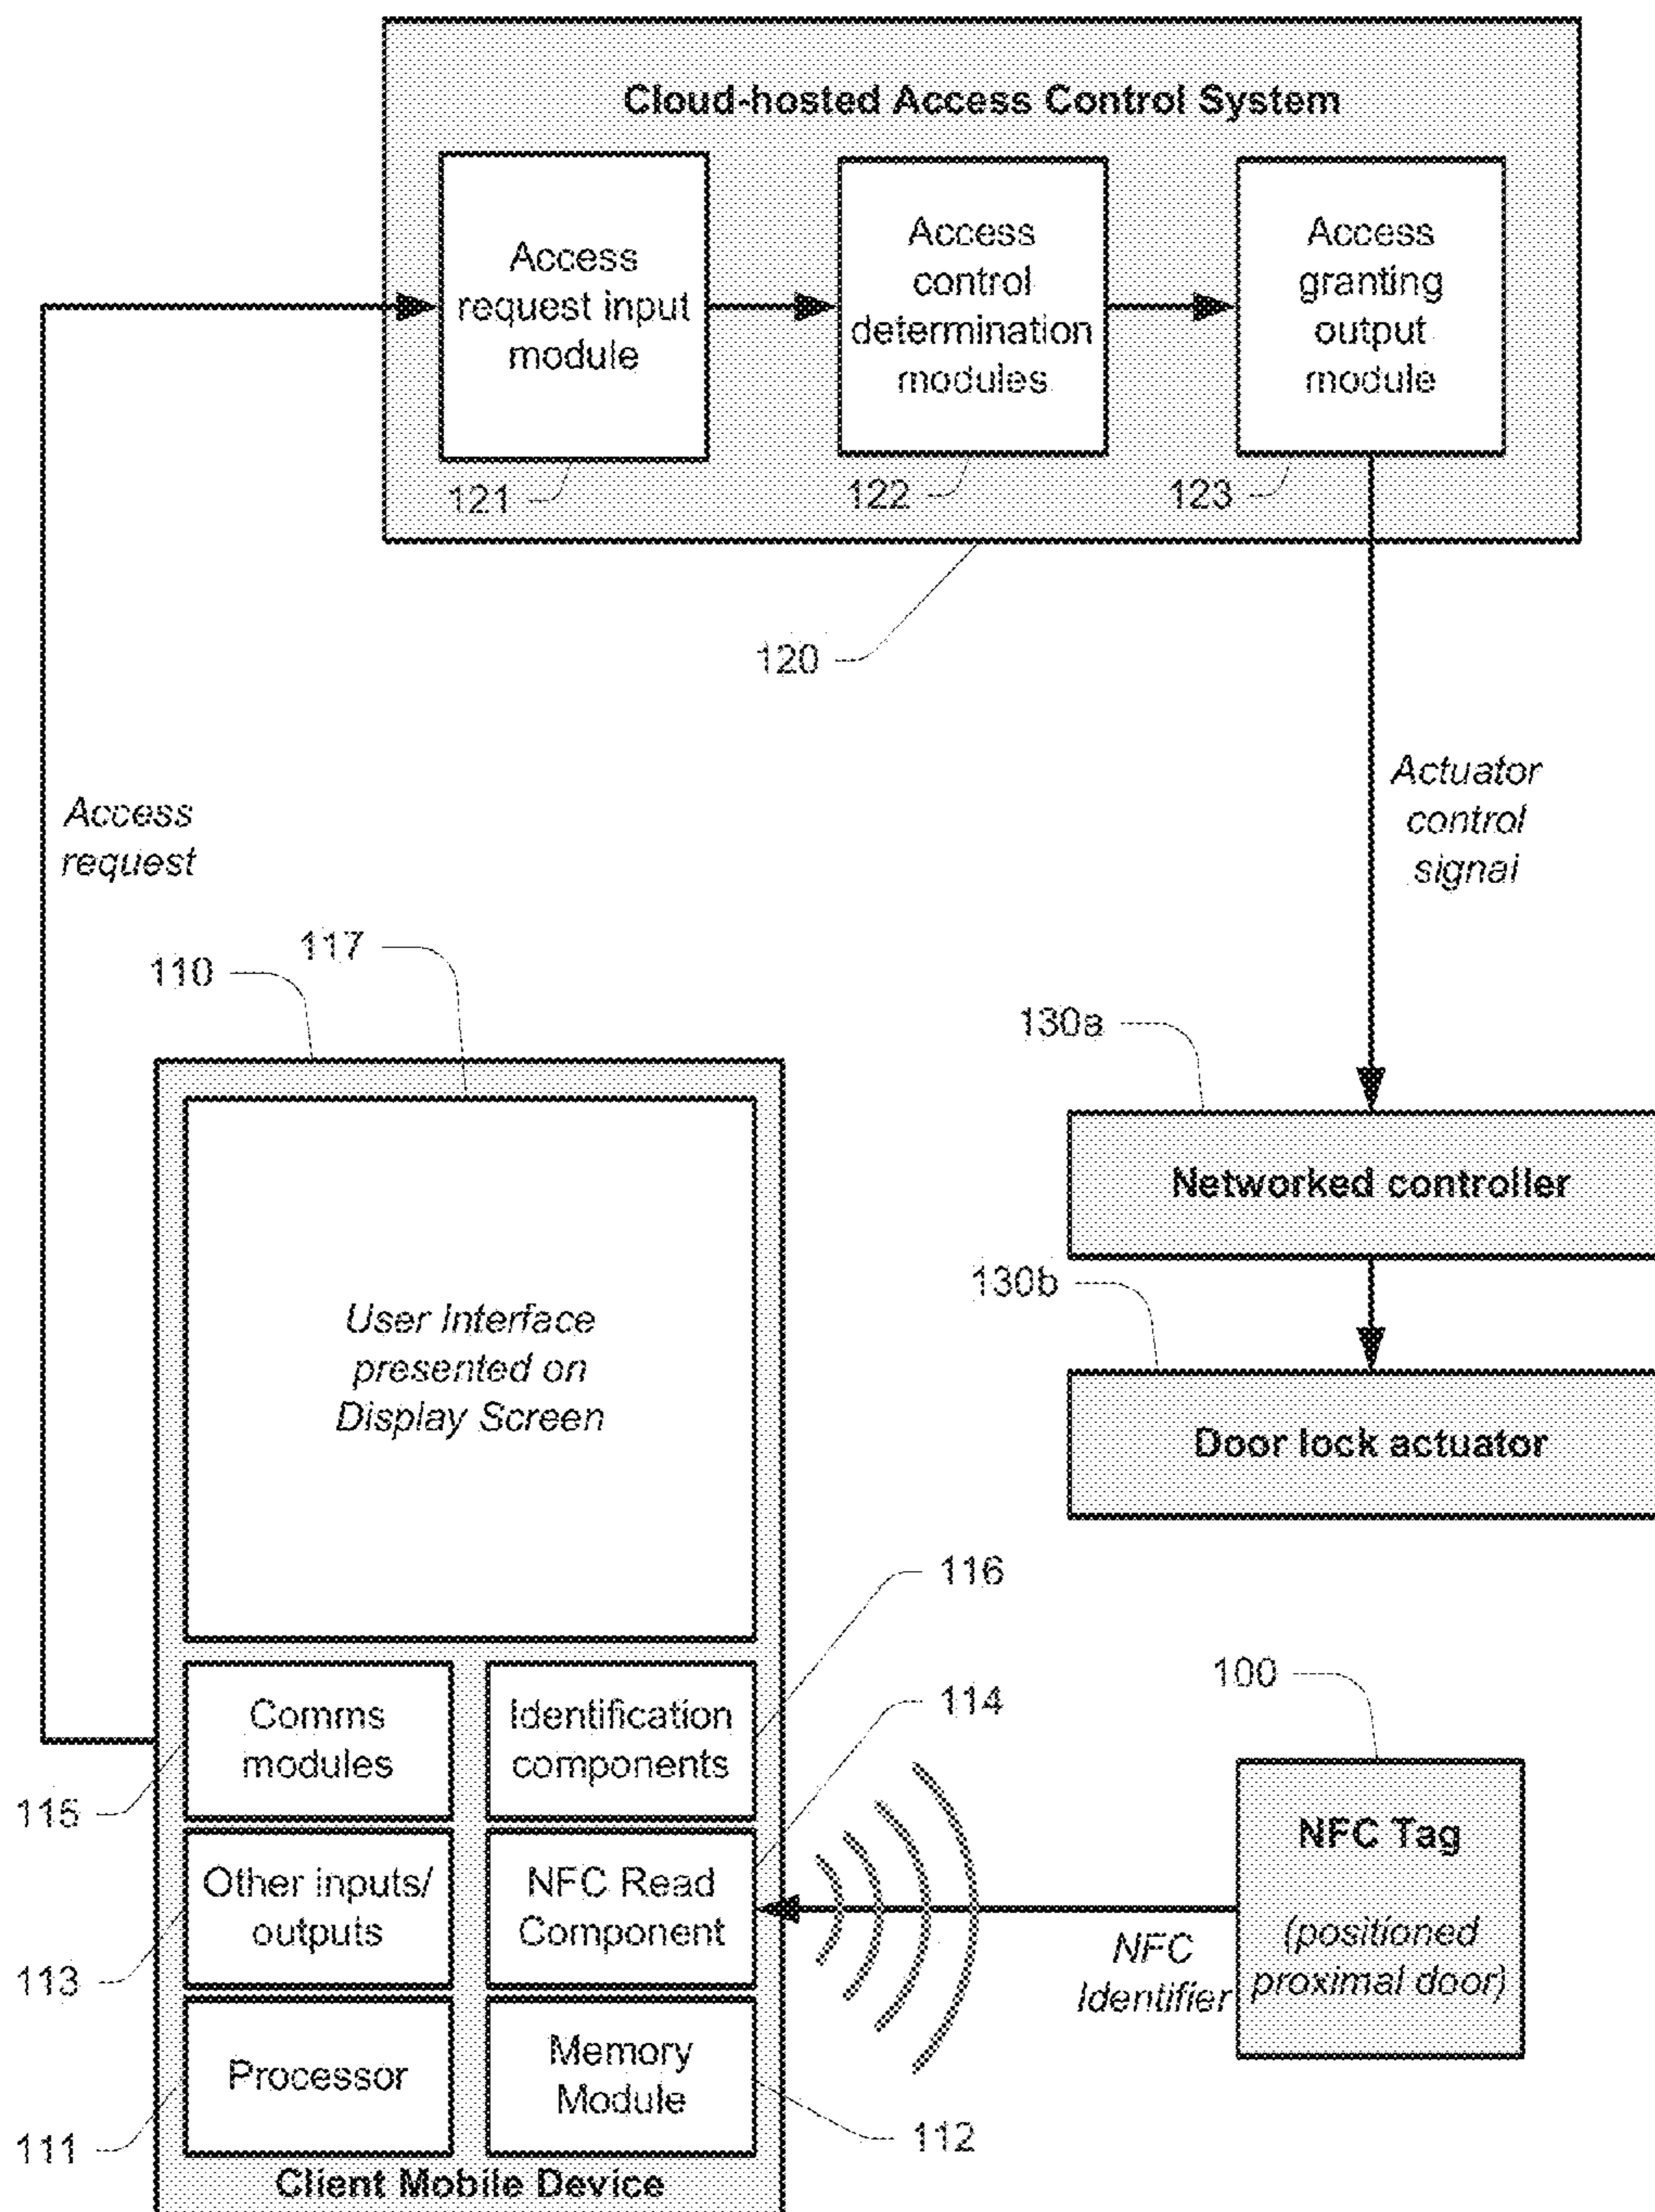 Cloud-hosted Access Control System
Access
request input
module
Access
control
determination
modules
Access
granting
output
module
121
122
123
120
Access
request
Actuator
control
signal
117
110
130a
Networked controller
130b
Door lock actuator
User Interface
presented on
Display Screen
116
114
100
Comms
modules
Identification
components
115
Other inputs/
outputs
NFC Read
Component
113
NFC
Identifier
NFC Tag
(positioned
proximal door)
Processor
Memory
Module
111
112
Client Mobile Device